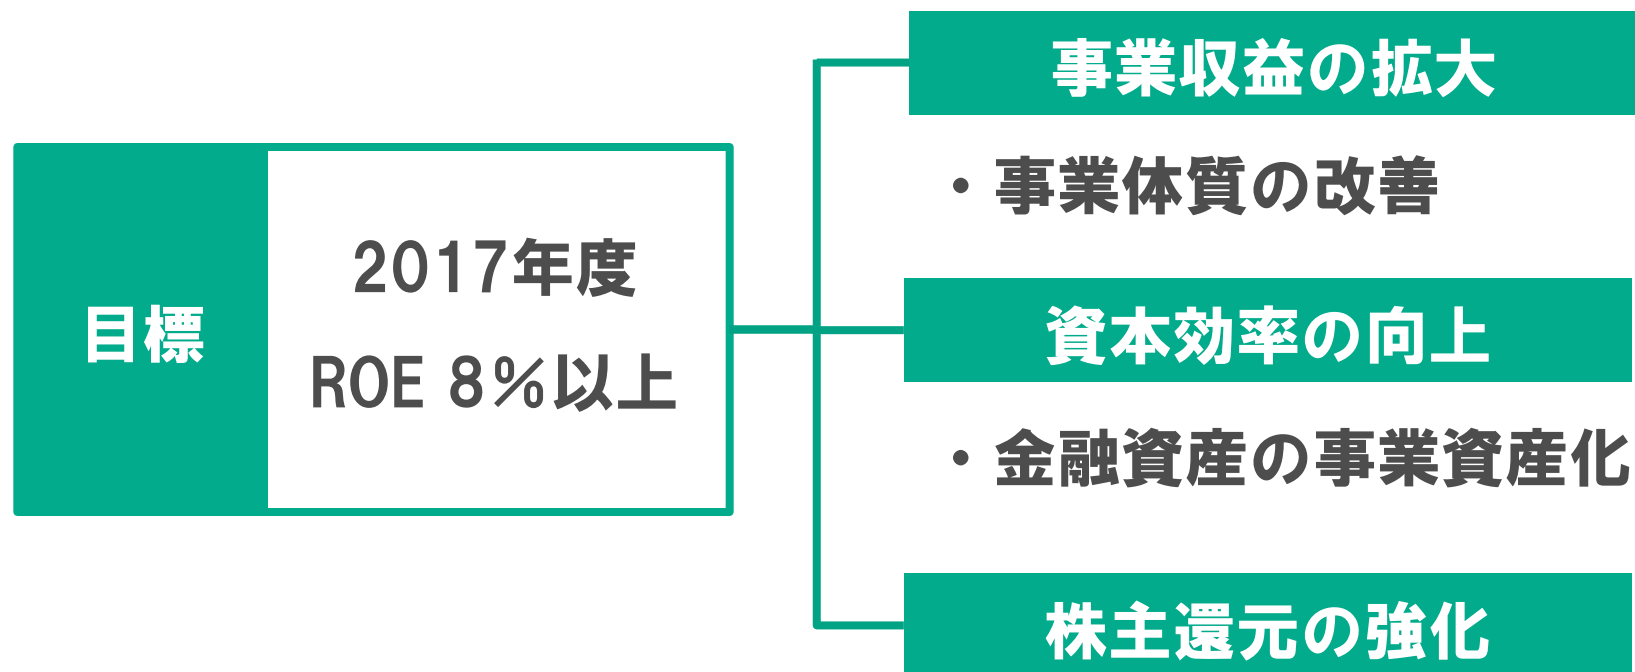 目標
2017年度
ROE 8%以上
事業収益の拡大
・事業体質の改善
資本効率の向上
・金融資産の事業資産化
株主還元の強化